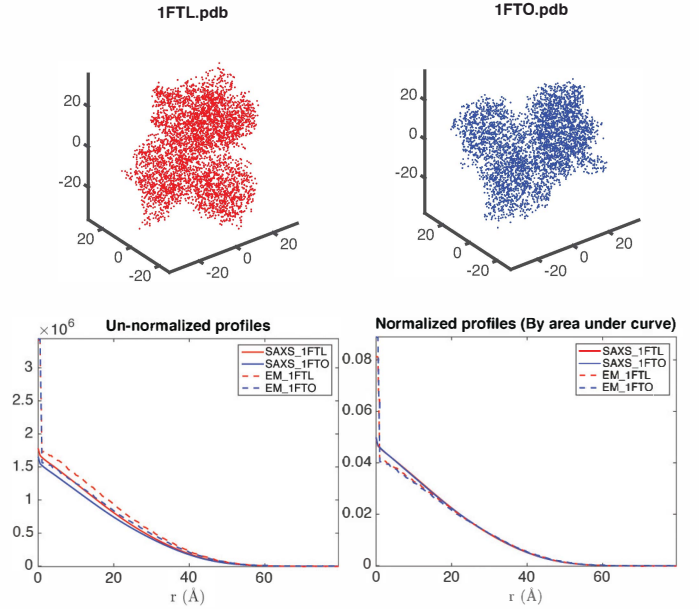 1FTL.pdb
1FTO.pdb
20
0
-20
20
0
-20
-20
0
20
20
0
-20
20
0
-20
-20
0
20
×10⁶
Un-normalized profiles
SAXS_1FTL
SAXS_1FTO
EM_1FTL
EM_1FTO
3
2.5
2
1.5
1
0.5
0
0
20
40
60
r (Å)
Normalized profiles (By area under curve)
SAXS_1FTL
SAXS_1FTO
EM_1FTL
EM_1FTO
0.08
0.06
0.04
0.02
0
0
20
40
60
r (Å)